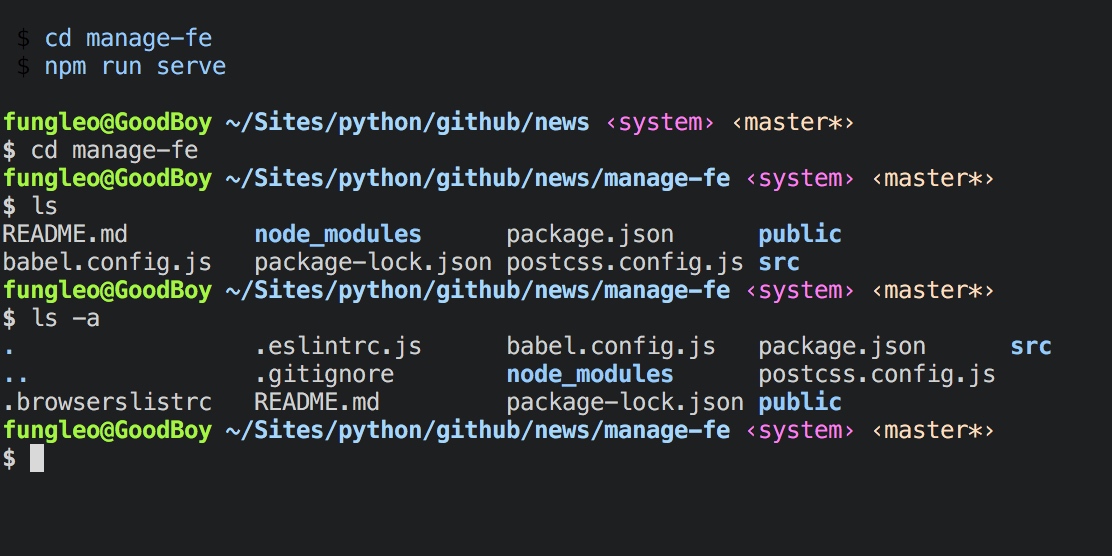 $ cd manage-fe
$ npm run serve
fungleo@GoodBoy ~/Sites/python/github/news ‹system› ‹master*›
$ cd manage-fe
fungleo@GoodBoy ~/Sites/python/github/news/manage-fe ‹system› ‹master*›
$ ls
README.md node_modules package.json public
babel.config.js package-lock.json postcss.config.js src
fungleo@GoodBoy ~/Sites/python/github/news/manage-fe ‹system› ‹master*›
$ ls -a
. .eslintrc.js babel.config.js package.json src
.. .gitignore node_modules postcss.config.js
.browserslistrc README.md package-lock.json public
fungleo@GoodBoy ~/Sites/python/github/news/manage-fe ‹system› ‹master*›
$